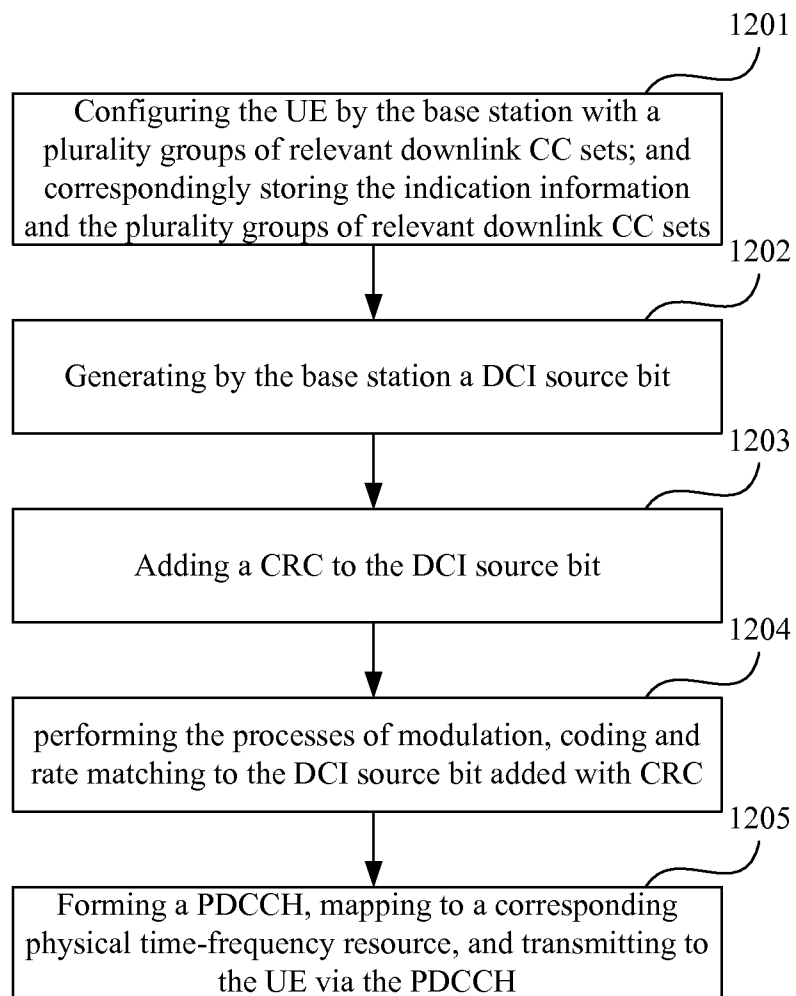 1201
Configuring the UE by the base station with a
plurality groups of relevant downlink CC sets; and
correspondingly storing the indication information
and the plurality groups of relevant downlink CC sets
1202
Generating by the base station a DCI source bit
1203
Adding a CRC to the DCI source bit
1204
performing the processes of modulation, coding and
rate matching to the DCI source bit added with CRC
1205
Forming a PDCCH, mapping to a corresponding
physical time-frequency resource, and transmitting to
the UE via the PDCCH